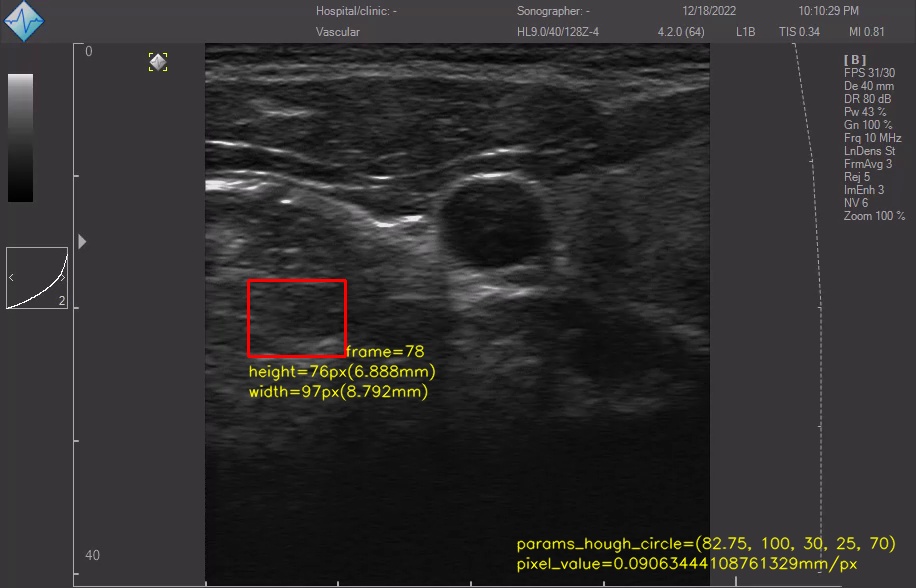 Hospital/clinic: - Sonographer: - 12/18/2022 10:10:29 PM
Vascular HL9.0/40/128Z-4 4.2.0 (64) L1B TIS 0.34 MI 0.81
0
[ B ]
FPS 31/30
De 40 mm
DR 80 dB
Pw 43 %
Gn 100 %
Frq 10 MHz
LnDens St
FrmAvg 3
Rej 5
ImEnh 3
NV 6
Zoom 100 %
2
frame=78
height=76px(6.888mm)
width=97px(8.792mm)
40
params_hough_circle=(82.75, 100, 30, 25, 70)
pixel_value=0.09063444108761329mm/px